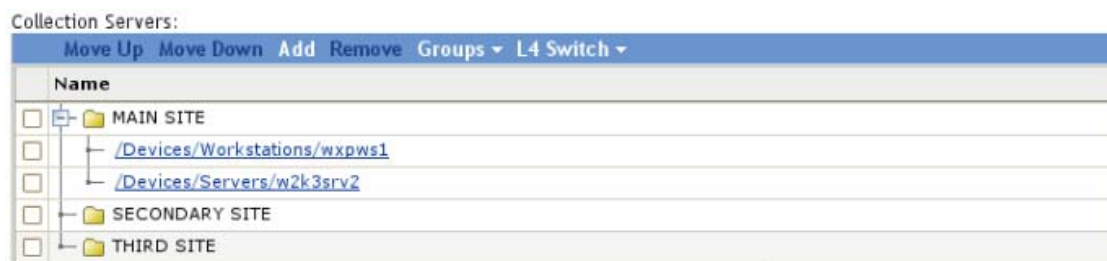 Collection Servers:
Move Up Move Down Add Remove Groups L4 Switch
Name
MAIN SITE
/Devices/Workstations/wxpws1
/Devices/Servers/w2k3srv2
SECONDARY SITE
THIRD SITE